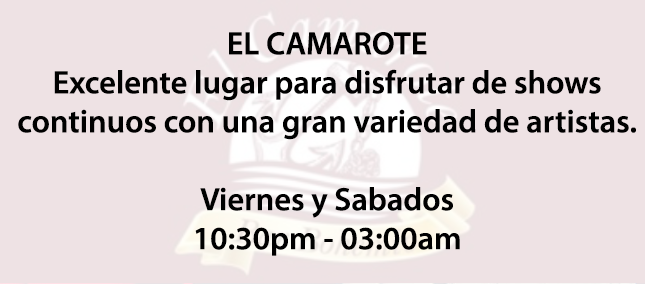 EL CAMAROTE
Excelente lugar para disfrutar de shows
continuos con una gran variedad de artistas.
Viernes y Sabados
10:30pm - 03:00am